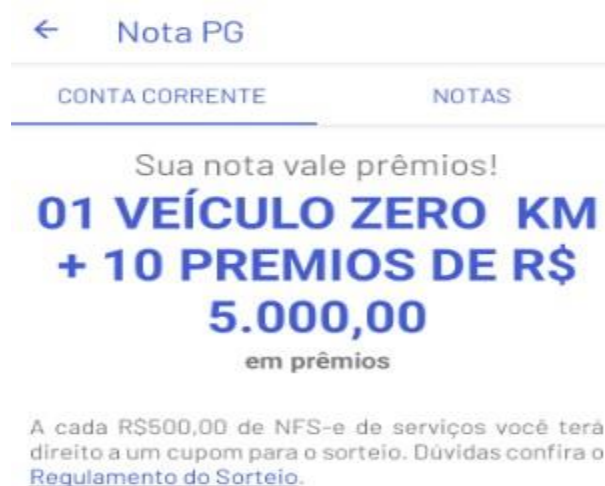 ← Nota PG
CONTA CORRENTE NOTAS
Sua nota vale prêmios!
01 VEÍCULO ZERO KM
+ 10 PREMIOS DE R$
5.000,00
em prêmios
A cada R$500,00 de NFS-e de serviços você terá
direito a um cupom para o sorteio. Dúvidas confira o
Regulamento do Sorteio.